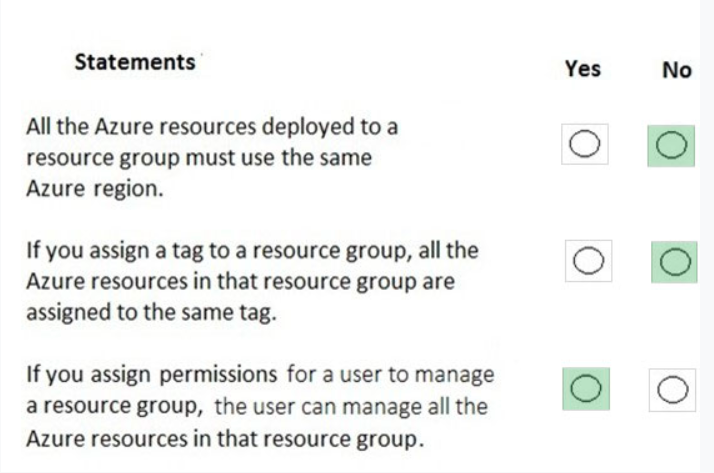 Statements Yes No
All the Azure resources deployed to a
resource group must use the same
Azure region.
If you assign a tag to a resource group, all the
Azure resources in that resource group are
assigned to the same tag.
If you assign permissions for a user to manage
a resource group, the user can manage all the
Azure resources in that resource group.